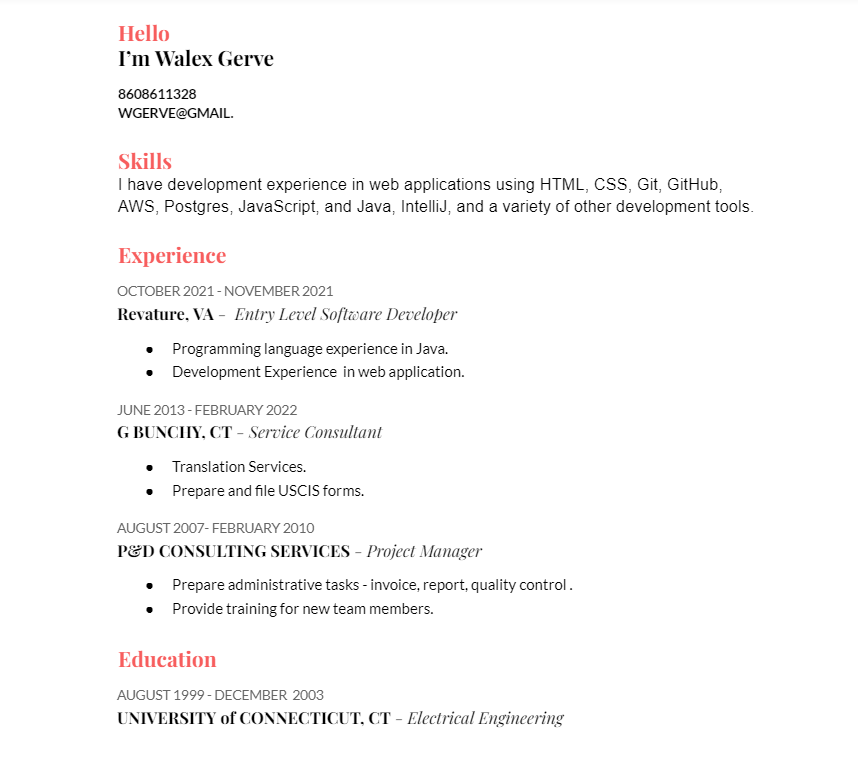 Hello
I’m Walex Gerve
8608611328
WGERVE@GMAIL.
Skills
I have development experience in web applications using HTML, CSS, Git, GitHub,
AWS, Postgres, JavaScript, and Java, IntelliJ, and a variety of other development tools.
Experience
OCTOBER 2021 - NOVEMBER 2021
Revature, VA – Entry Level Software Developer
● Programming language experience in Java.
● Development Experience in web application.
JUNE 2013 - FEBRUARY 2022
G BUNCHY, CT – Service Consultant
● Translation Services.
● Prepare and file USCIS forms.
AUGUST 2007- FEBRUARY 2010
P&D CONSULTING SERVICES – Project Manager
● Prepare administrative tasks - invoice, report, quality control .
● Provide training for new team members.
Education
AUGUST 1999 - DECEMBER 2003
UNIVERSITY of CONNECTICUT, CT – Electrical Engineering